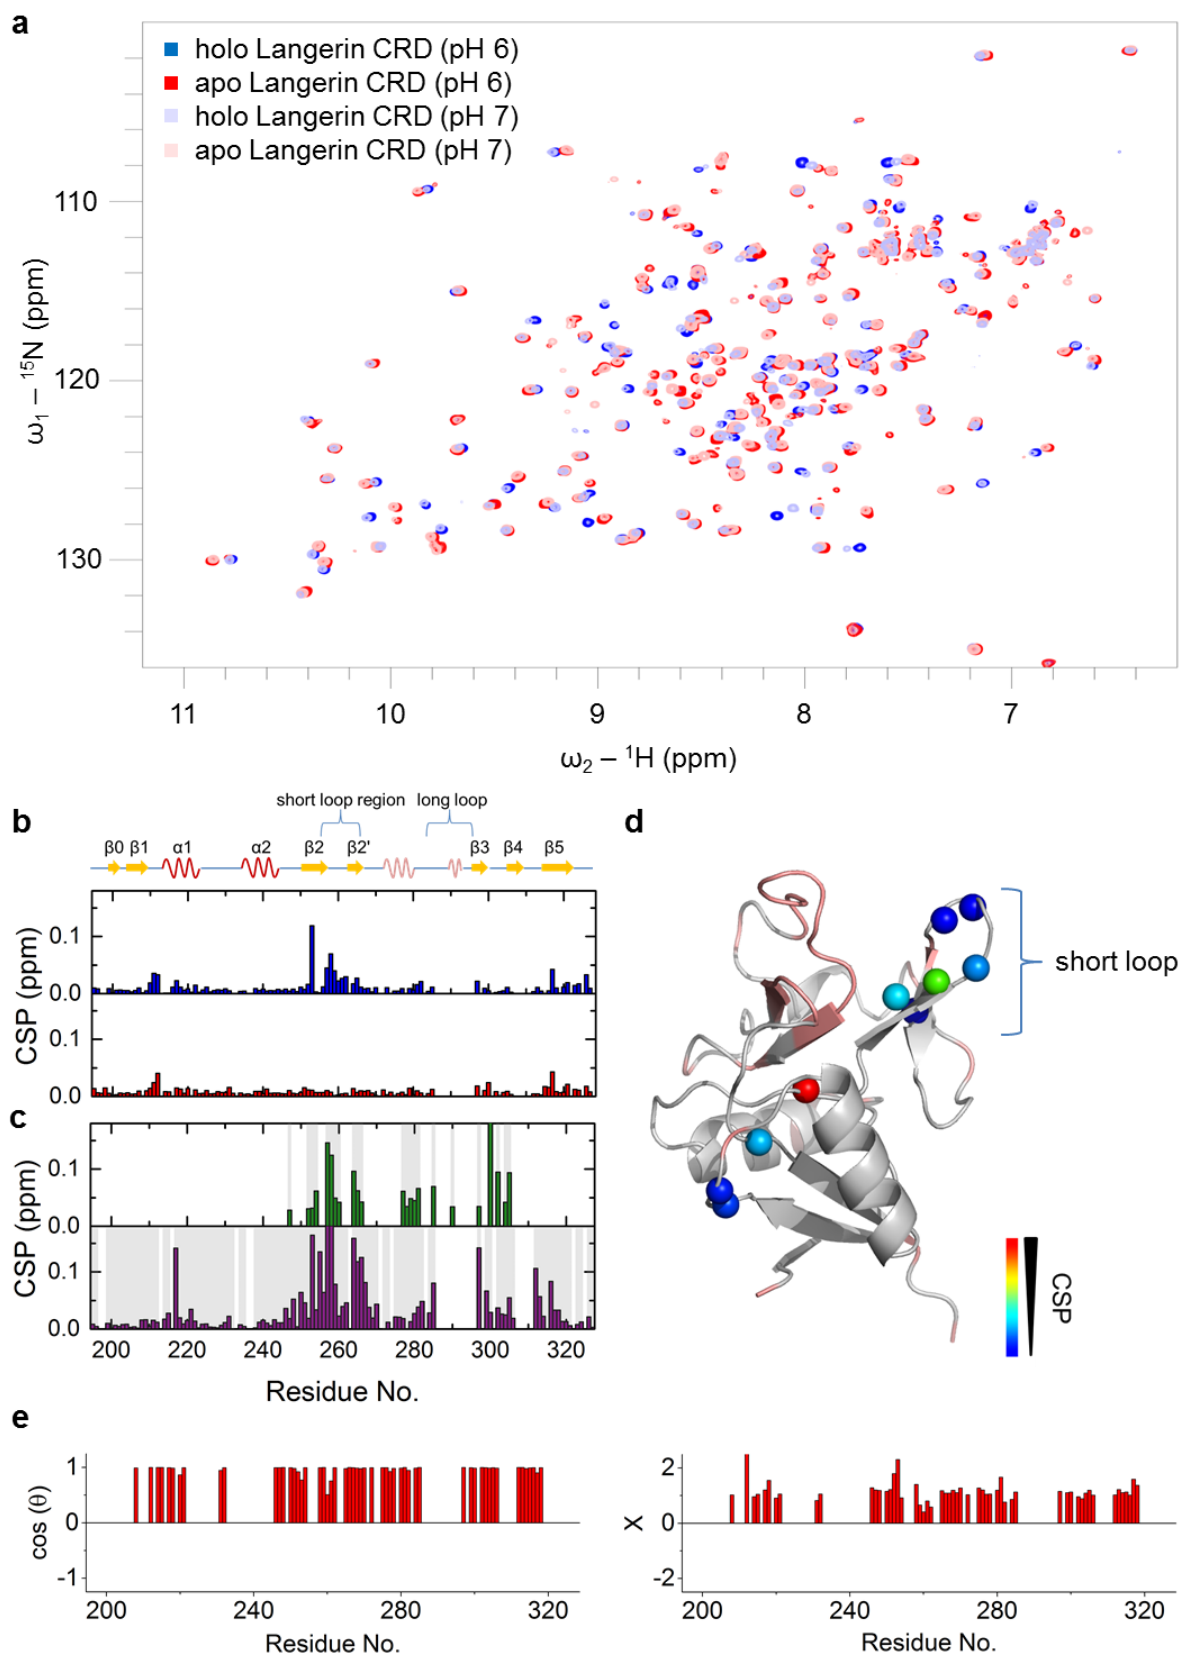 a
holo Langerin CRD (pH 6)
apo Langerin CRD (pH 6)
holo Langerin CRD (pH 7)
apo Langerin CRD (pH 7)
110
120
130
ω1 – 15N (ppm)
11 10 9 8 7
ω2 – 1H (ppm)
b
short loop region long loop
β0 β1 α1 α2 β2 β2' β3 β4 β5
0.1
0.0
0.1
0.0
CSP (ppm)
c
0.1
0.0
0.1
0.0
CSP (ppm)
200 220 240 260 280 300 320
Residue No.
d
short loop
CSP
e
1
0
-1
cos (θ)
200 240 280 320
Residue No.
2
0
-2
X
200 240 280 320
Residue No.